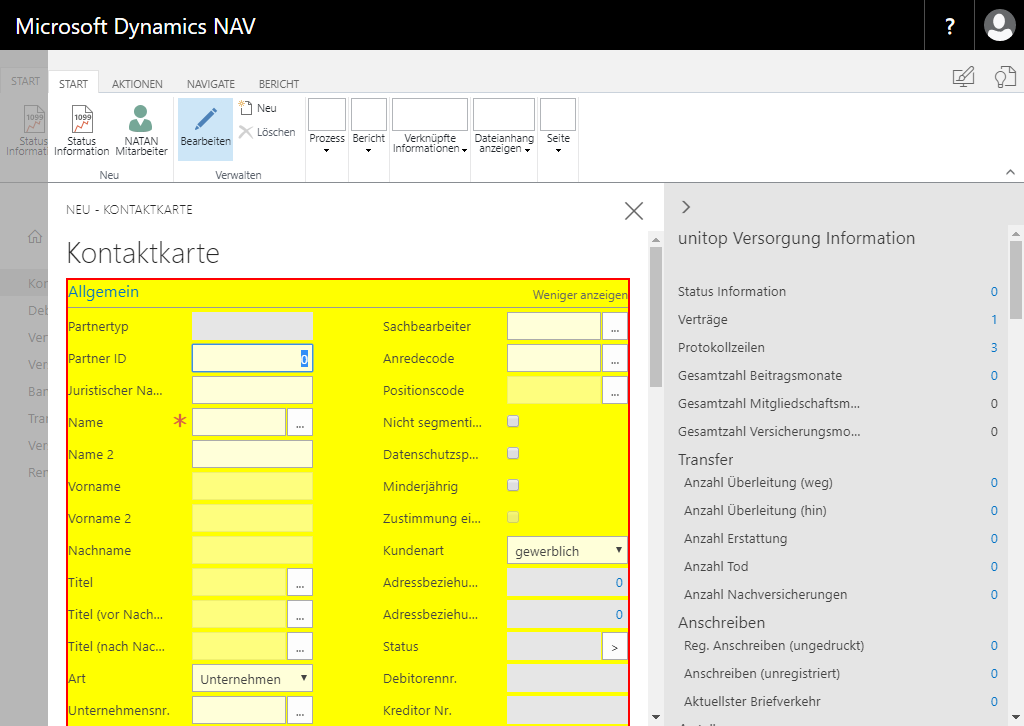 Microsoft Dynamics NAV
?
START
START
AKTIONEN
NAVIGATE
BERICHT
1099
Status
Informat
1099
Status
Information
NATAN
Mitarbeiter
Neu
Bearbeiten
Neu
Löschen
Verwalten
Prozess
Bericht
Verknüpfte
Informationen
Dateianhang
anzeigen
Seite
NEU - KONTAKTKARTE
Kontaktkarte
Kon
Deb
Ver
Ver
Ban
Tra
Ver
Ren
Allgemein
Weniger anzeigen
Partnertyp
Partner ID
0
Juristischer Na...
Name
*
...
Name 2
Vorname
Vorname 2
Nachname
Titel
...
Titel (vor Nach...
...
Titel (nach Nac...
...
Art
Unternehmen
Unternehmensnr.
...
Sachbearbeiter
...
Anredecode
...
Positionscode
...
Nicht segmenti...
Datenschutzsp...
Minderjährig
Zustimmung ei...
Kundenart
gewerblich
Adressbeziehu...
0
Adressbeziehu...
0
Status
>
Debitorennr.
Kreditor Nr.
unitop Versorgung Information
Status Information 0
Verträge 1
Protokollzeilen 3
Gesamtzahl Beitragsmonate 0
Gesamtzahl Mitgliedschaftsm... 0
Gesamtzahl Versicherungsmo... 0
Transfer
Anzahl Überleitung (weg) 0
Anzahl Überleitung (hin) 0
Anzahl Erstattung 0
Anzahl Tod 0
Anzahl Nachversicherungen 0
Anschreiben
Reg. Anschreiben (ungedruckt) 0
Anschreiben (unregistriert) 0
Aktuellster Briefverkehr 0